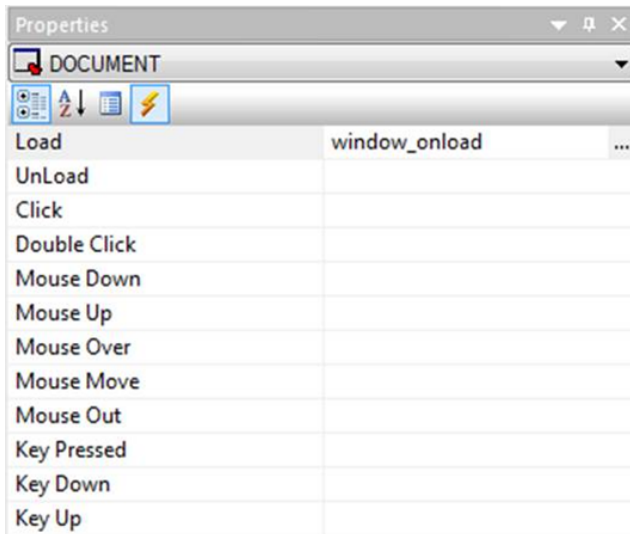 Properties
DOCUMENT
A
Z
Load window_onload ...
UnLoad
Click
Double Click
Mouse Down
Mouse Up
Mouse Over
Mouse Move
Mouse Out
Key Pressed
Key Down
Key Up